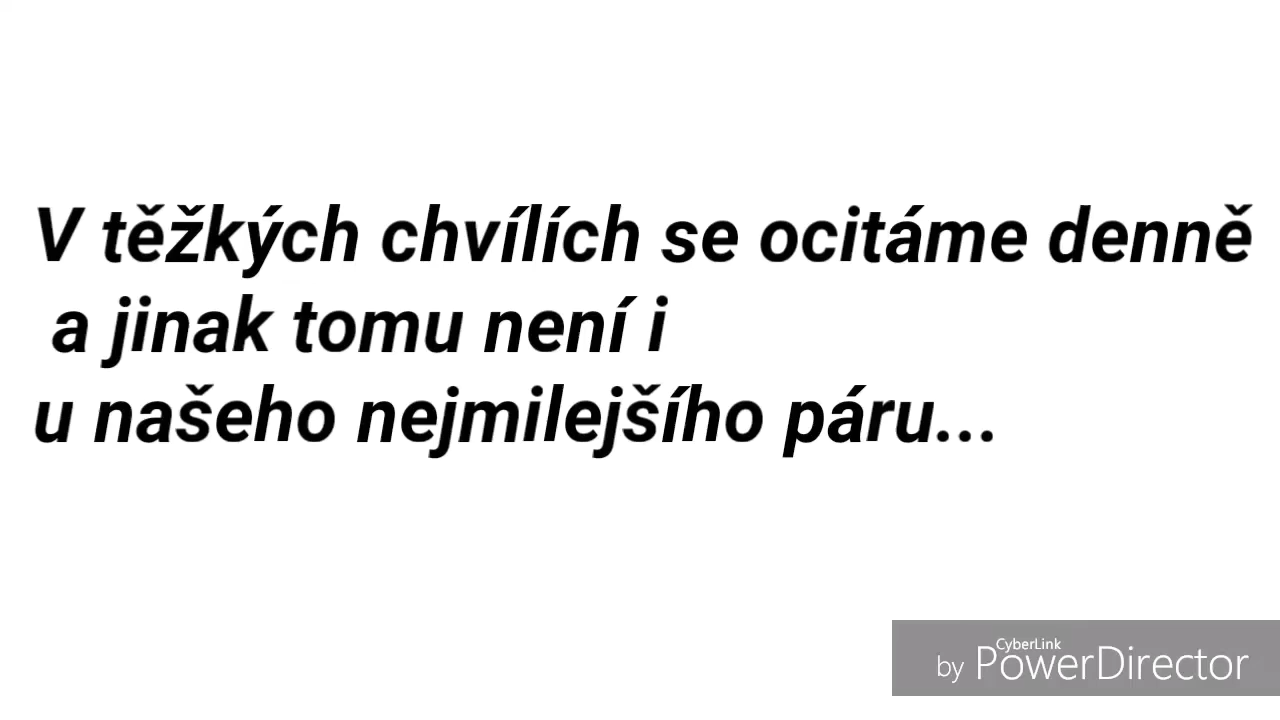 V těžkých chvílích se ocitáme denně
a jinak tomu není i
u našeho nejmilejšího páru...
CyberLink
by PowerDirector